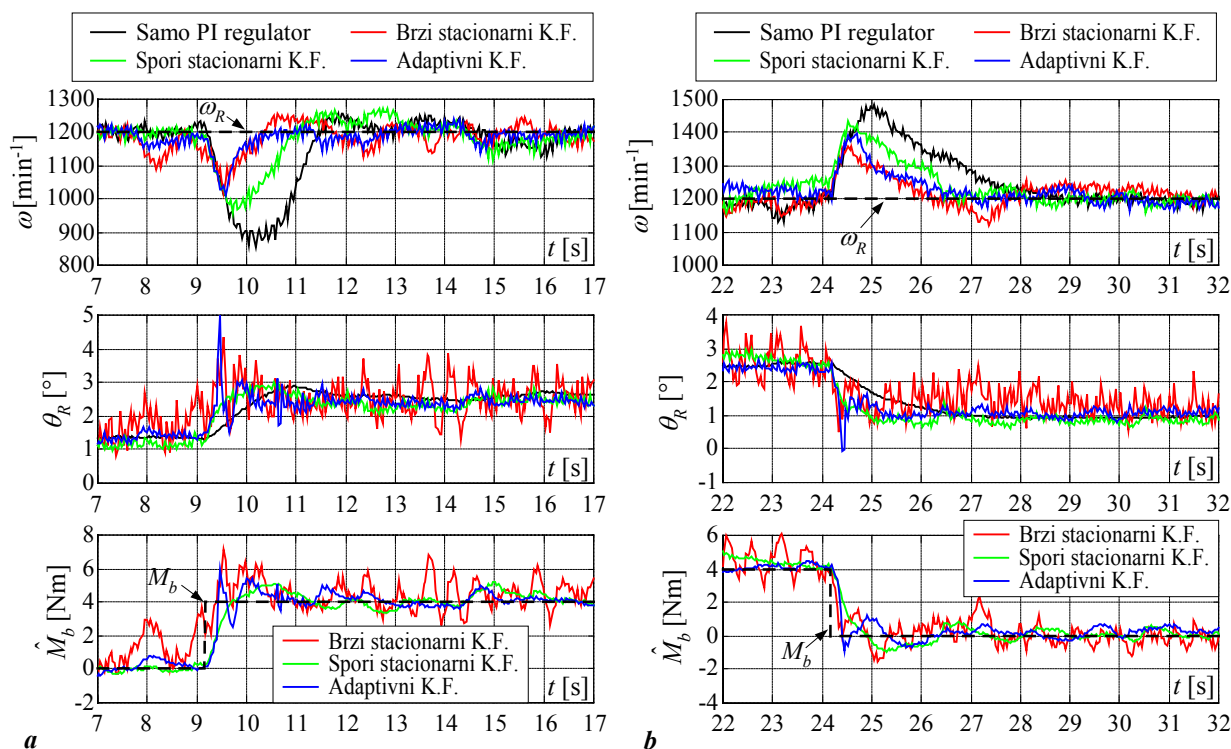 Samo PI regulator Brzi stacionarni K.F.
Spori stacionarni K.F. Adaptivni K.F.
1300
1200
1100
1000
900
800
ω [min⁻¹]
ω_R
t [s]
7 8 9 10 11 12 13 14 15 16 17
5
4
3
2
1
0
θ_R [°]
t [s]
7 8 9 10 11 12 13 14 15 16 17
8
6
4
2
0
-2
M̂_b [Nm]
M_b
Brzi stacionarni K.F.
Spori stacionarni K.F.
Adaptivni K.F.
t [s]
7 8 9 10 11 12 13 14 15 16 17
a
Samo PI regulator Brzi stacionarni K.F.
Spori stacionarni K.F. Adaptivni K.F.
1500
1400
1300
1200
1100
1000
ω [min⁻¹]
ω_R
t [s]
22 23 24 25 26 27 28 29 30 31 32
4
3
2
1
0
-1
θ_R [°]
t [s]
22 23 24 25 26 27 28 29 30 31 32
6
4
2
0
-2
-4
M̂_b [Nm]
M_b
Brzi stacionarni K.F.
Spori stacionarni K.F.
Adaptivni K.F.
t [s]
22 23 24 25 26 27 28 29 30 31 32
b